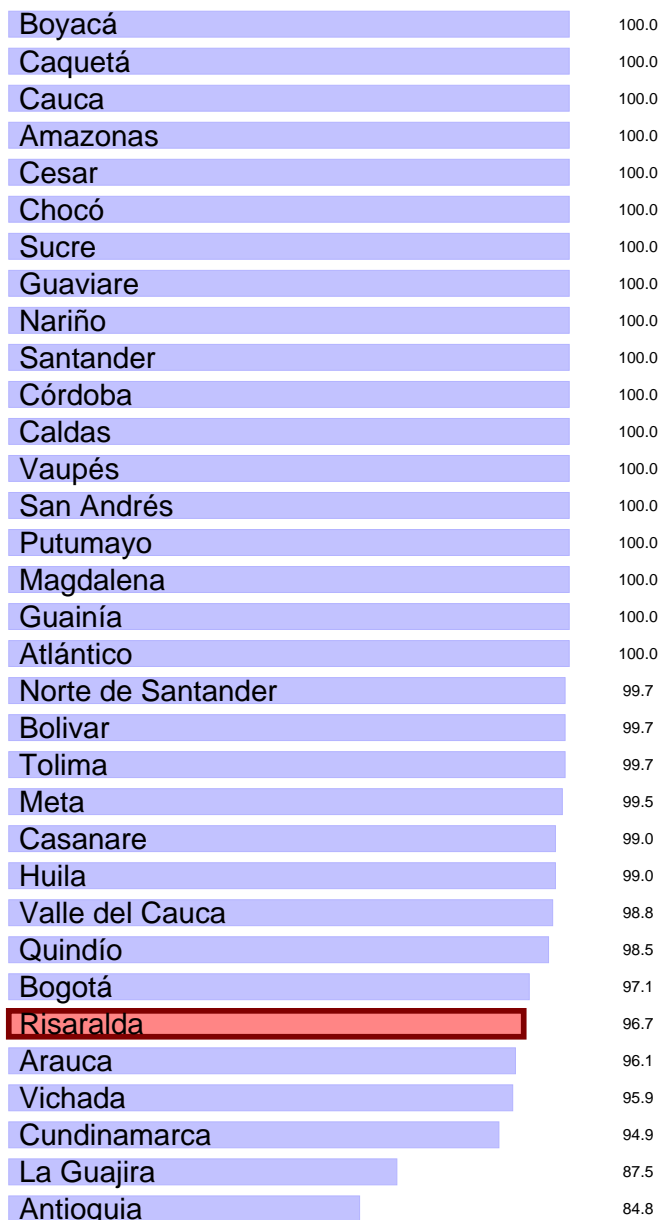 Boyacá 100.0
Caquetá 100.0
Cauca 100.0
Amazonas 100.0
Cesar 100.0
Chocó 100.0
Sucre 100.0
Guaviare 100.0
Nariño 100.0
Santander 100.0
Córdoba 100.0
Caldas 100.0
Vaupés 100.0
San Andrés 100.0
Putumayo 100.0
Magdalena 100.0
Guainía 100.0
Atlántico 100.0
Norte de Santander 99.7
Bolivar 99.7
Tolima 99.7
Meta 99.5
Casanare 99.0
Huila 99.0
Valle del Cauca 98.8
Quindío 98.5
Bogotá 97.1
Risaralda 96.7
Arauca 96.1
Vichada 95.9
Cundinamarca 94.9
La Guajira 87.5
Antioquia 84.8